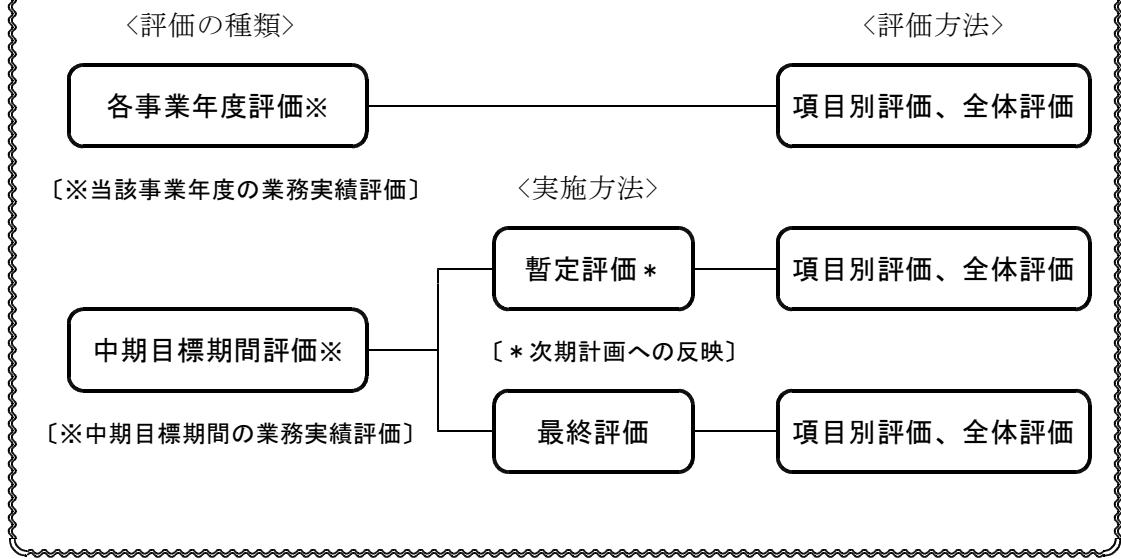 〈評価の種類〉
〈評価方法〉
各事業年度評価※
項目別評価、全体評価
〔※当該事業年度の業務実績評価〕
〈実施方法〉
暫定評価＊
項目別評価、全体評価
中期目標期間評価※
〔＊次期計画への反映〕
〔※中期目標期間の業務実績評価〕
最終評価
項目別評価、全体評価